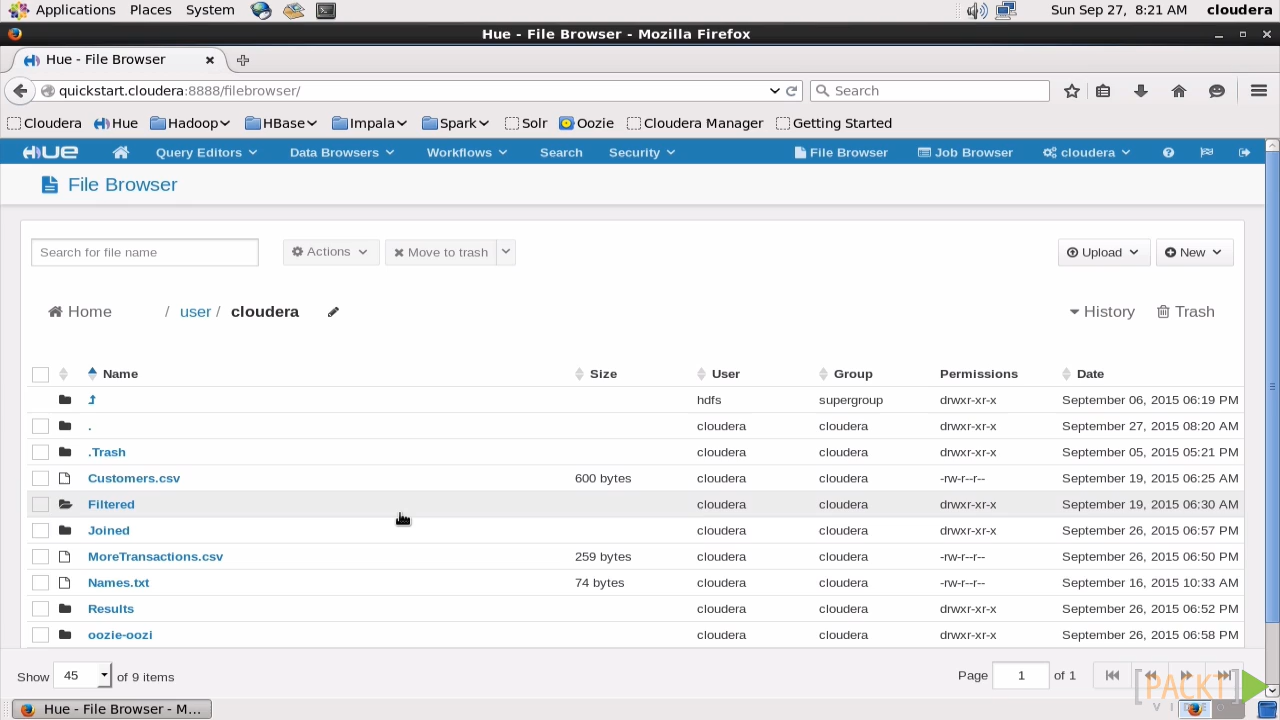 Applications Places System Sun Sep 27, 8:21 AM cloudera
Hue - File Browser - Mozilla Firefox
Hue - File Browser
quickstart.cloudera:8888/filebrowser/ Search
Cloudera Hue Hadoop HBase Impala Spark Solr Oozie Cloudera Manager Getting Started
HUE Query Editors Data Browsers Workflows Search Security File Browser Job Browser cloudera
File Browser
Search for file name Actions Move to trash Upload New
Home / user / cloudera History Trash
Name Size User Group Permissions Date
hdfs supergroup drwxr-xr-x September 06, 2015 06:19 PM
. cloudera cloudera drwxr-xr-x September 27, 2015 08:20 AM
.Trash cloudera cloudera drwxr-xr-x September 05, 2015 05:21 PM
Customers.csv 600 bytes cloudera cloudera -rw-r--r-- September 19, 2015 06:25 AM
Filtered cloudera cloudera drwxr-xr-x September 19, 2015 06:30 AM
Joined cloudera cloudera drwxr-xr-x September 26, 2015 06:57 PM
MoreTransactions.csv 259 bytes cloudera cloudera -rw-r--r-- September 26, 2015 06:50 PM
Names.txt 74 bytes cloudera cloudera -rw-r--r-- September 16, 2015 10:33 AM
Results cloudera cloudera drwxr-xr-x September 26, 2015 06:52 PM
oozie-oozi cloudera cloudera drwxr-xr-x September 26, 2015 06:58 PM
Show 45 of 9 items Page 1 of 1
PACKT
VIDEO
Hue - File Browser - M...